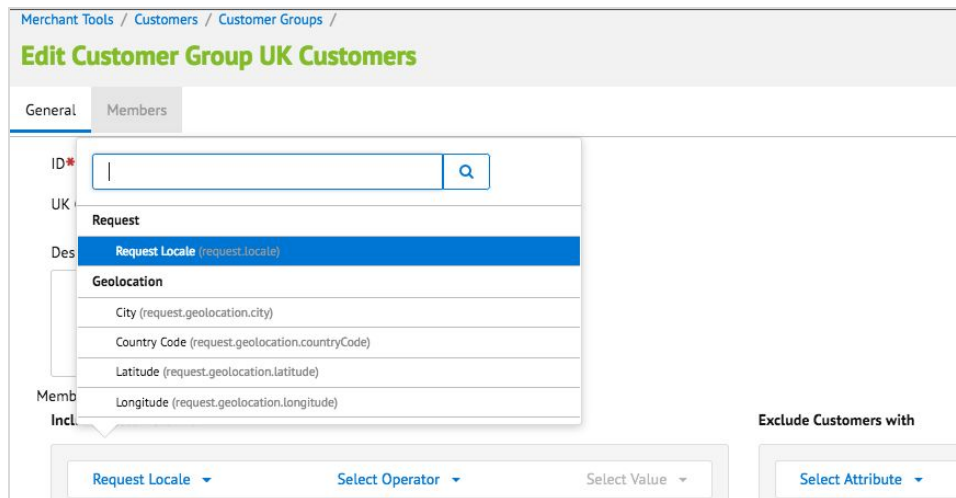 Merchant Tools / Customers / Customer Groups /
Edit Customer Group UK Customers
General Members
ID*
UK
Request
Des
Request Locale (request.locale)
Geolocation
City (request.geolocation.city)
Country Code (request.geolocation.countryCode)
Latitude (request.geolocation.latitude)
Memb
Longitude (request.geolocation.longitude)
Incl
Exclude Customers with
Request Locale Select Operator Select Value Select Attribute